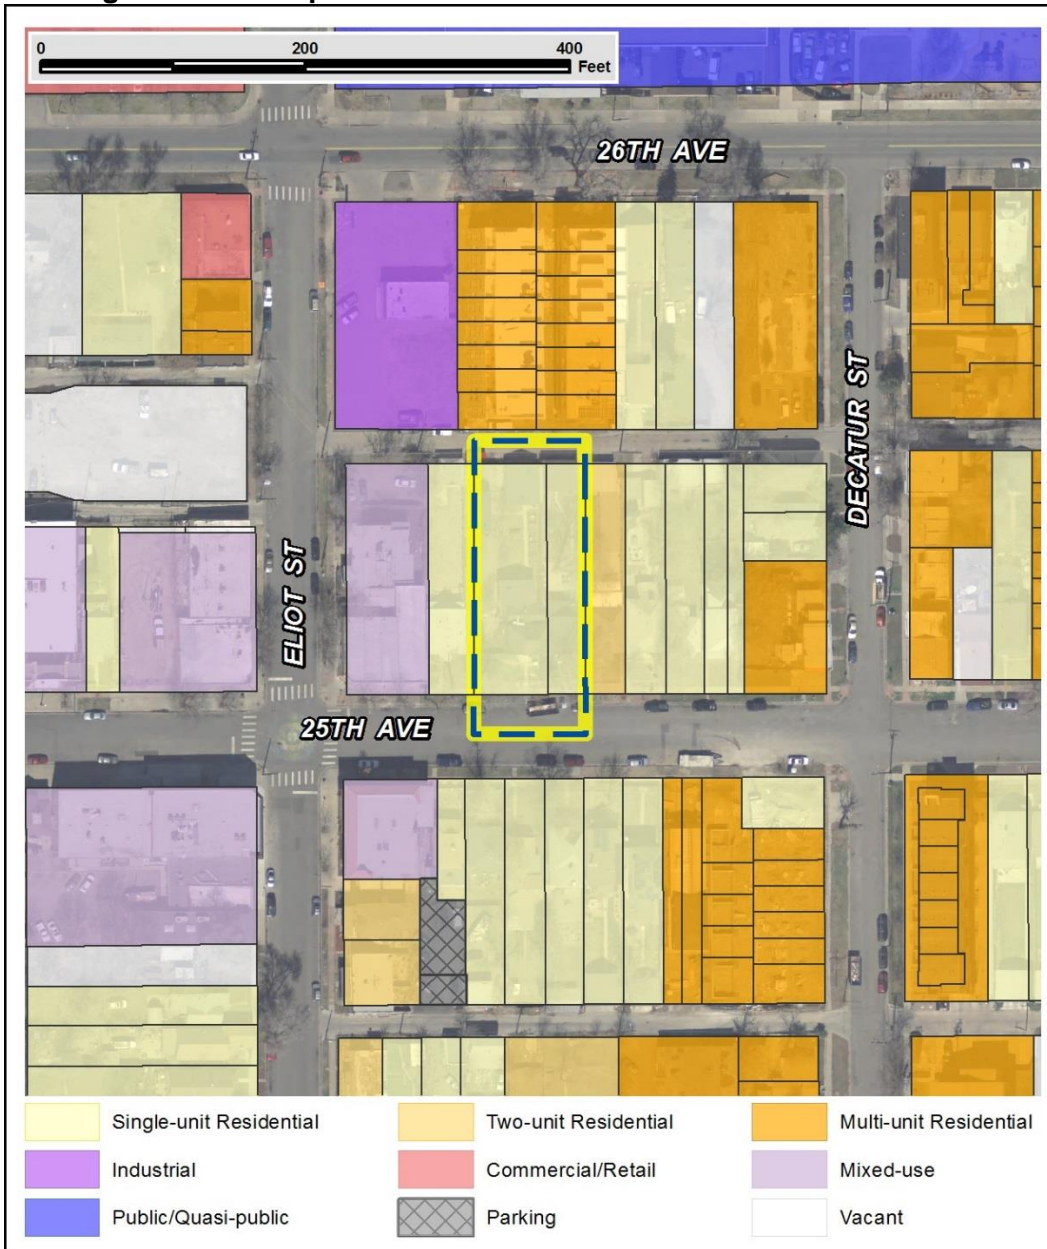 0 200 400
Feet
26TH AVE
DECATUR ST
ELIOT ST
25TH AVE
Single-unit Residential Two-unit Residential Multi-unit Residential
Industrial Commercial/Retail Mixed-use
Public/Quasi-public Parking Vacant